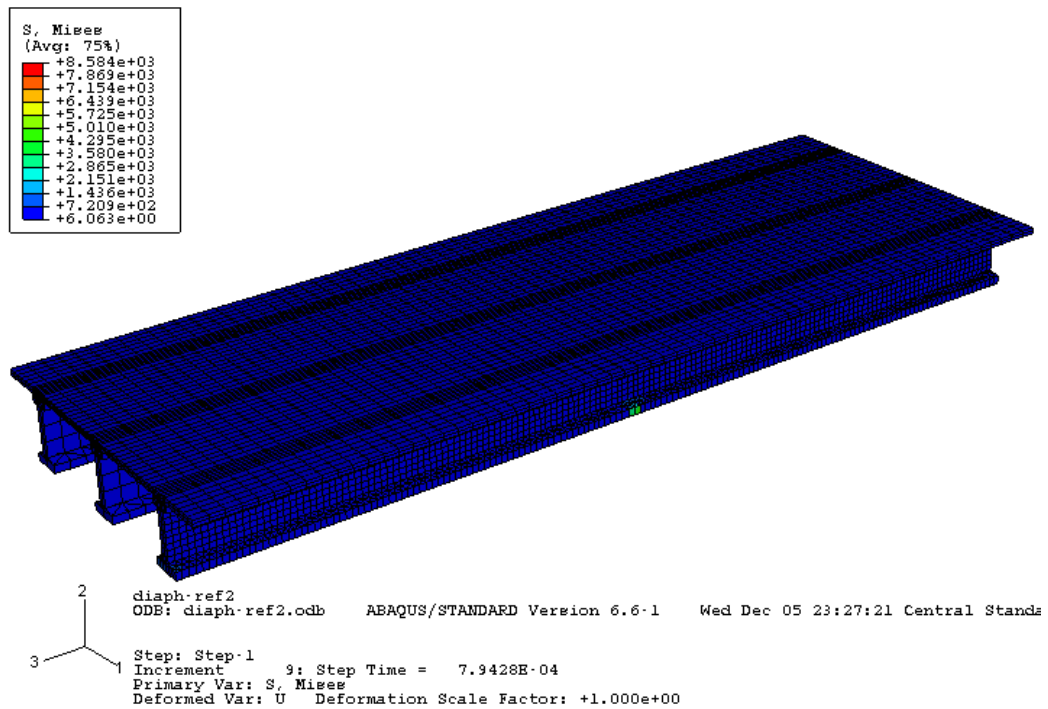 S, Mises
(Avg: 75%)
+8.584e+03
+7.869e+03
+7.154e+03
+6.439e+03
+5.725e+03
+5.010e+03
+4.295e+03
+3.580e+03
+2.865e+03
+2.151e+03
+1.436e+03
+7.209e+02
+6.063e+00
2
3
1
diaph-ref2
ODB: diaph-ref2.odb ABAQUS/STANDARD Version 6.6-1 Wed Dec 05 23:27:21 Central Standa
Step: Step-1
Increment 9: Step Time = 7.9428E-04
Primary Var: S, Mises
Deformed Var: U Deformation Scale Factor: +1.000e+00